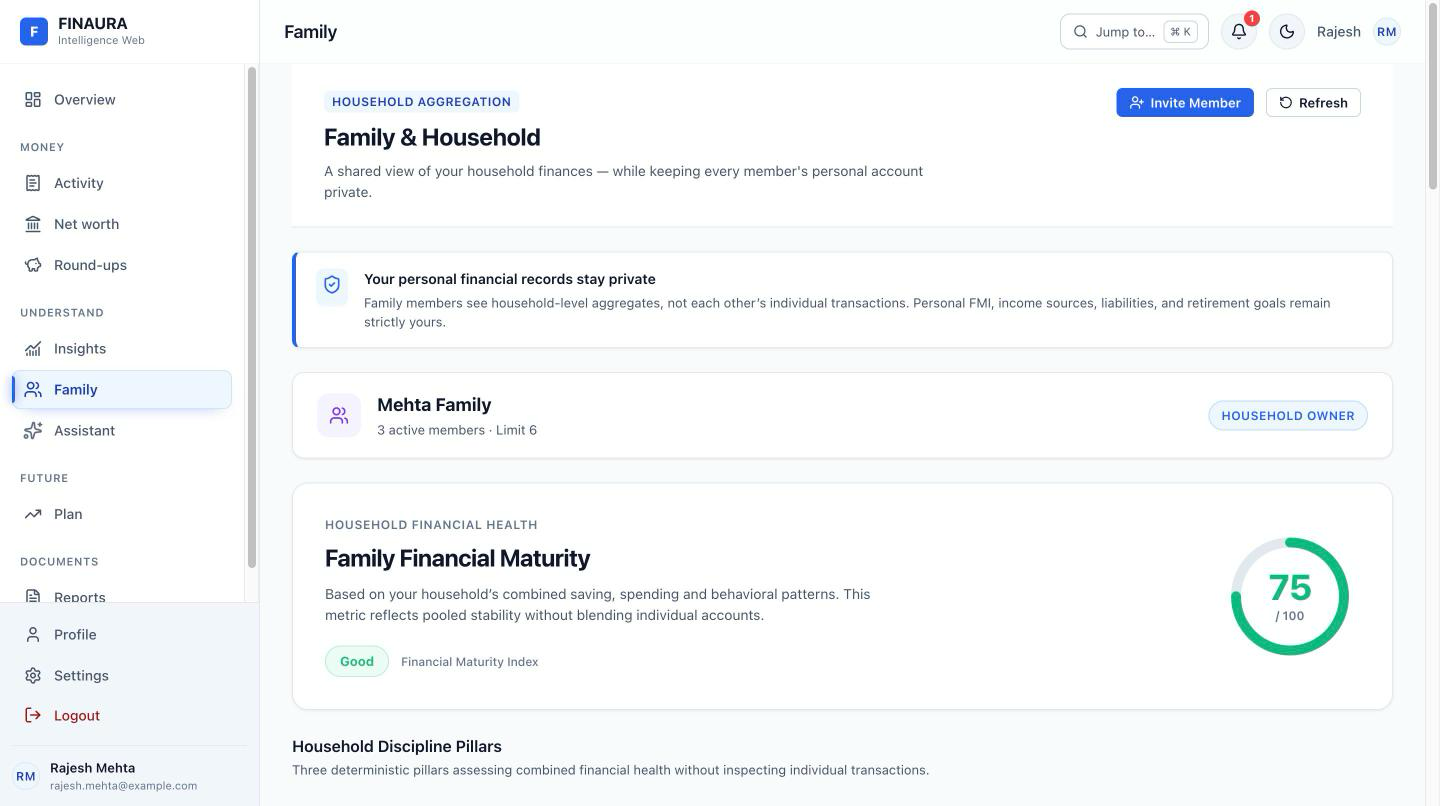 F
FINAURA
Intelligence Web
Overview
MONEY
Activity
Net worth
Round-ups
UNDERSTAND
Insights
Family
Assistant
FUTURE
Plan
DOCUMENTS
Reports
Profile
Settings
Logout
RM
Rajesh Mehta
rajesh.mehta@example.com
Family
Jump to...
⌘ K
1
Rajesh
RM
HOUSEHOLD AGGREGATION
Invite Member
Refresh
Family & Household
A shared view of your household finances — while keeping every member's personal account
private.
Your personal financial records stay private
Family members see household-level aggregates, not each other’s individual transactions. Personal FMI, income sources, liabilities, and retirement goals remain
strictly yours.
Mehta Family
3 active members · Limit 6
HOUSEHOLD OWNER
HOUSEHOLD FINANCIAL HEALTH
Family Financial Maturity
Based on your household’s combined saving, spending and behavioral patterns. This
metric reflects pooled stability without blending individual accounts.
Good
Financial Maturity Index
75
/ 100
Household Discipline Pillars
Three deterministic pillars assessing combined financial health without inspecting individual transactions.